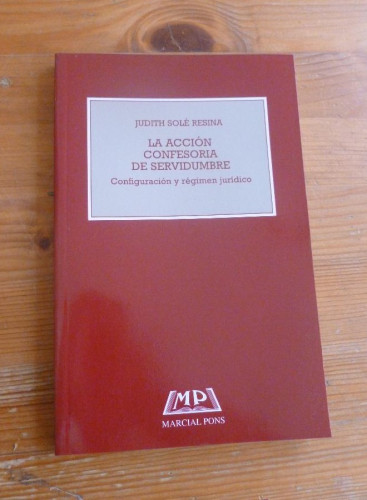 JUDITH SOLÉ RESINA
LA ACCIÓN
CONFESORIA
DE SERVIDUMBRE
Configuración y régimen jurídico
MP
MARCIAL PONS